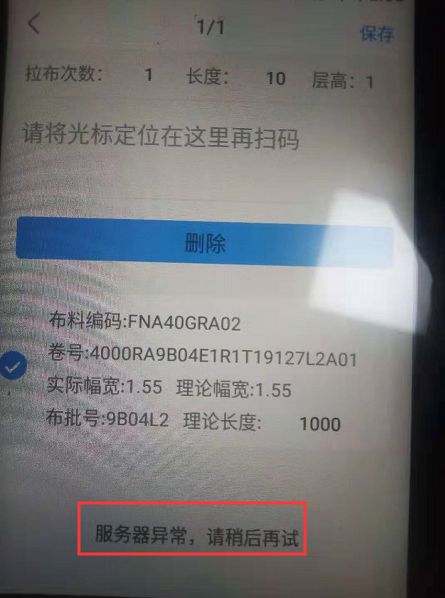 1/1
保存
拉布次数: 1 长度: 10 层高: 1
请将光标定位在这里再扫码
删除
布料编码:FNA40GRA02
卷号:4000RA9B04E1R1T19127L2A01
实际幅宽:1.55 理论幅宽:1.55
布批号:9B04L2 理论长度: 1000
服务器异常，请稍后再试